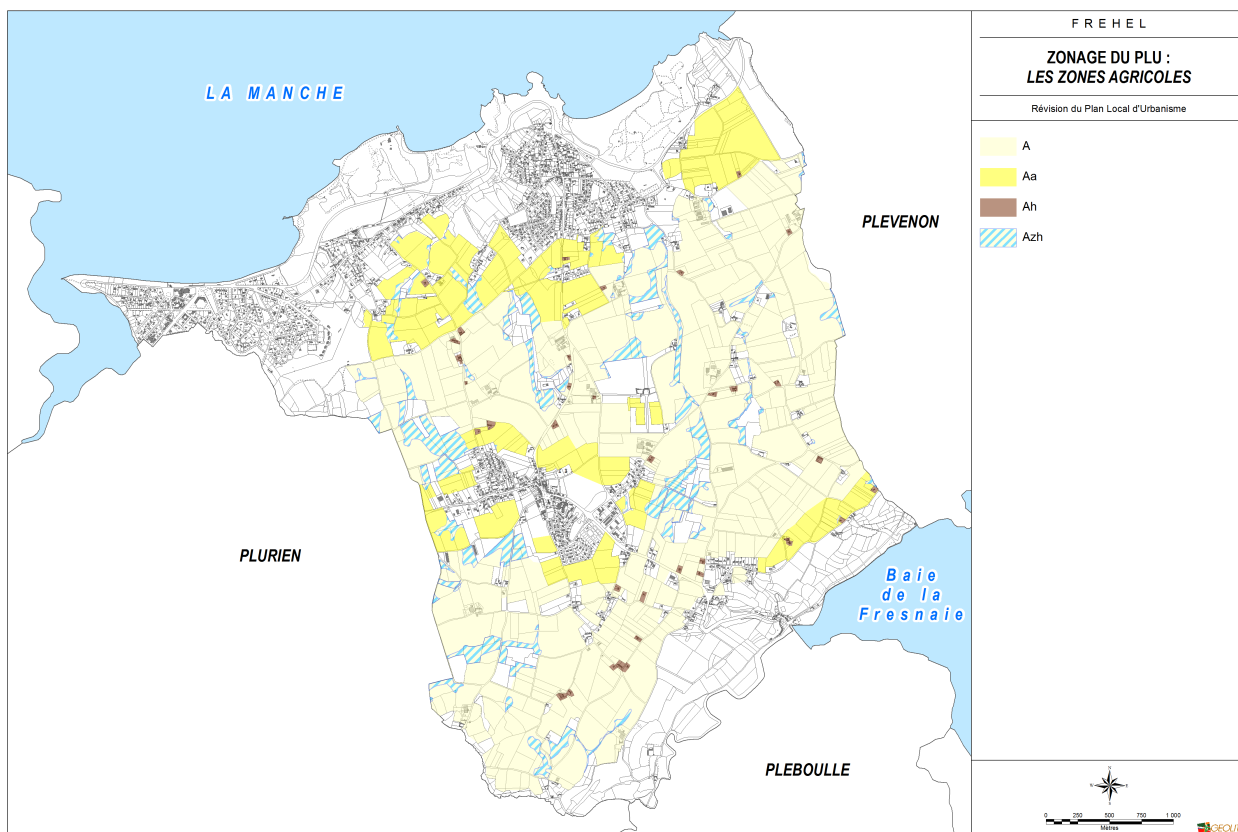 FREHEL
ZONAGE DU PLU :
LES ZONES AGRICOLES
Révision du Plan Local d'Urbanisme
A
Aa
Ah
Azh
LA MANCHE
PLEVENON
PLURIEN
Baie
de la
Fresnaie
PLEBOULLE
N
0 250 500 750 1 000
Mètres